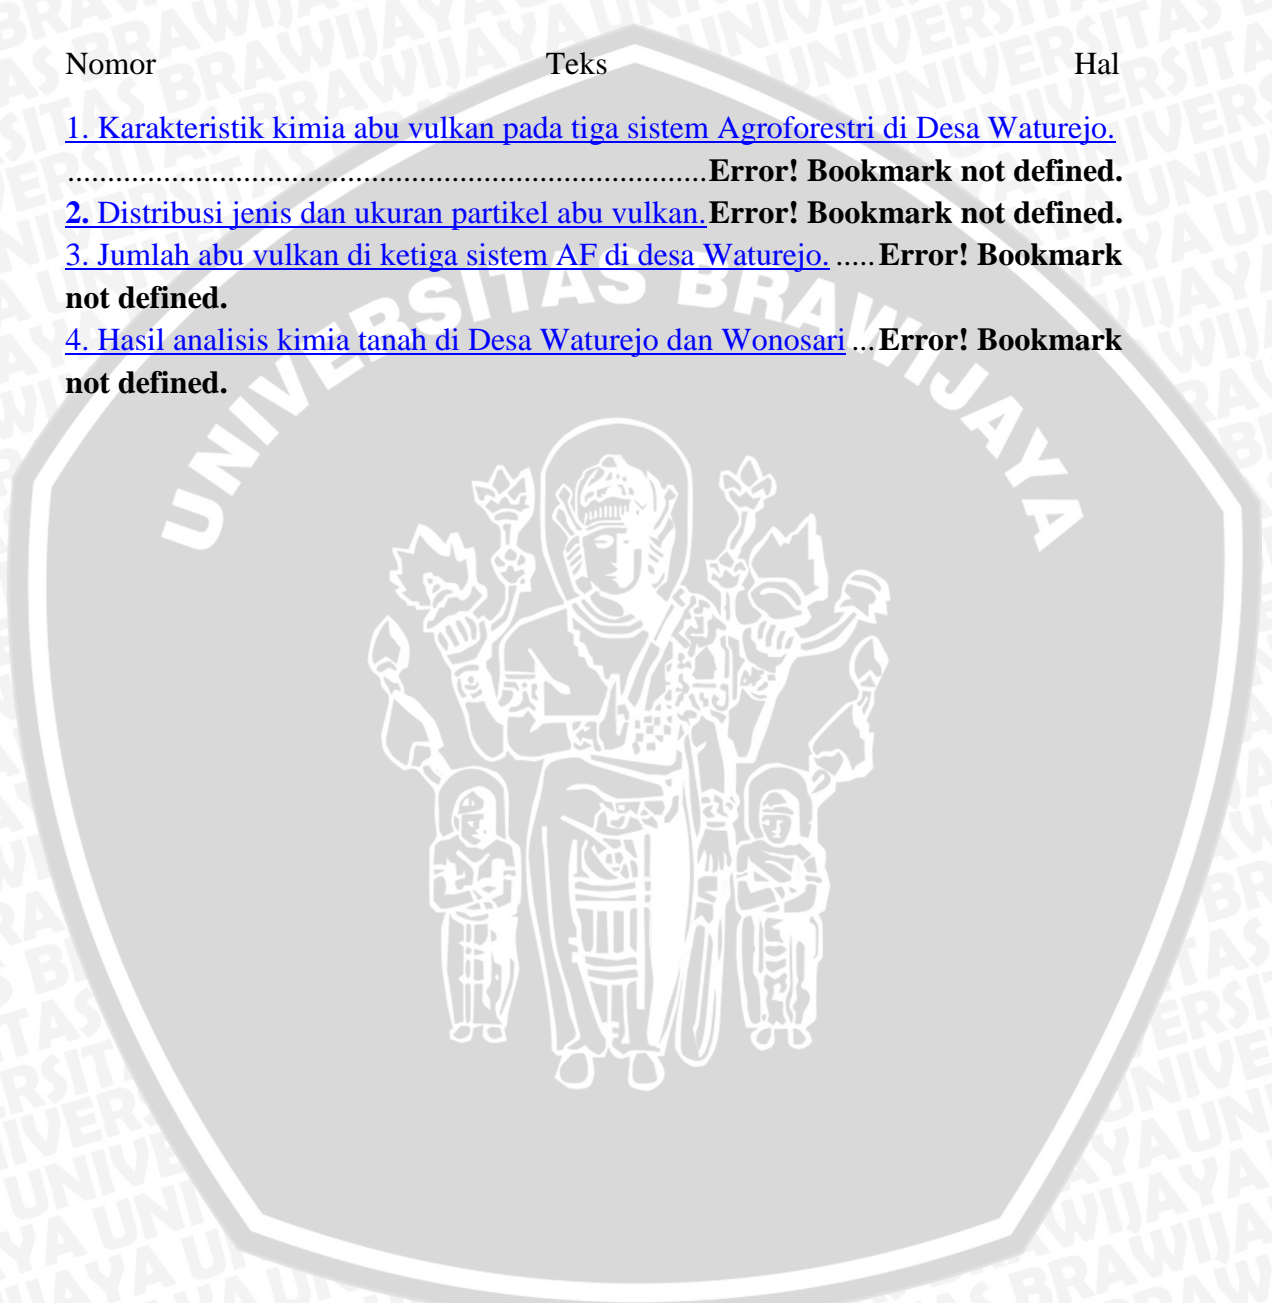 Nomor Teks Hal
1. Karakteristik kimia abu vulkan pada tiga sistem Agroforestri di Desa Waturejo.
................................................................................Error! Bookmark not defined.
2. Distribusi jenis dan ukuran partikel abu vulkan.Error! Bookmark not defined.
3. Jumlah abu vulkan di ketiga sistem AF di desa Waturejo. .....Error! Bookmark
not defined.
4. Hasil analisis kimia tanah di Desa Waturejo dan Wonosari...Error! Bookmark
not defined.
UNIVERSITAS BRAWIJAYA